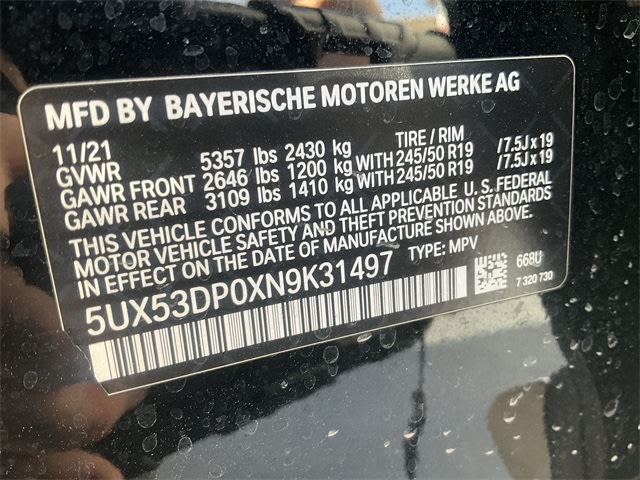 MFD BY BAYERISCHE MOTOREN WERKE AG
11/21 TIRE / RIM
GVWR 5357 lbs 2430 kg
GAWR FRONT 2646 lbs 1200 kg WITH 245/50 R19 / 7.5J x 19
GAWR REAR 3109 lbs 1410 kg WITH 245/50 R19 / 7.5J x 19
THIS VEHICLE CONFORMS TO ALL APPLICABLE U. S. FEDERAL
MOTOR VEHICLE SAFETY AND THEFT PREVENTION STANDARDS
IN EFFECT ON THE DATE OF MANUFACTURE SHOWN ABOVE.
5UX53DP0XN9K31497 TYPE: MPV
668U
7 320 730